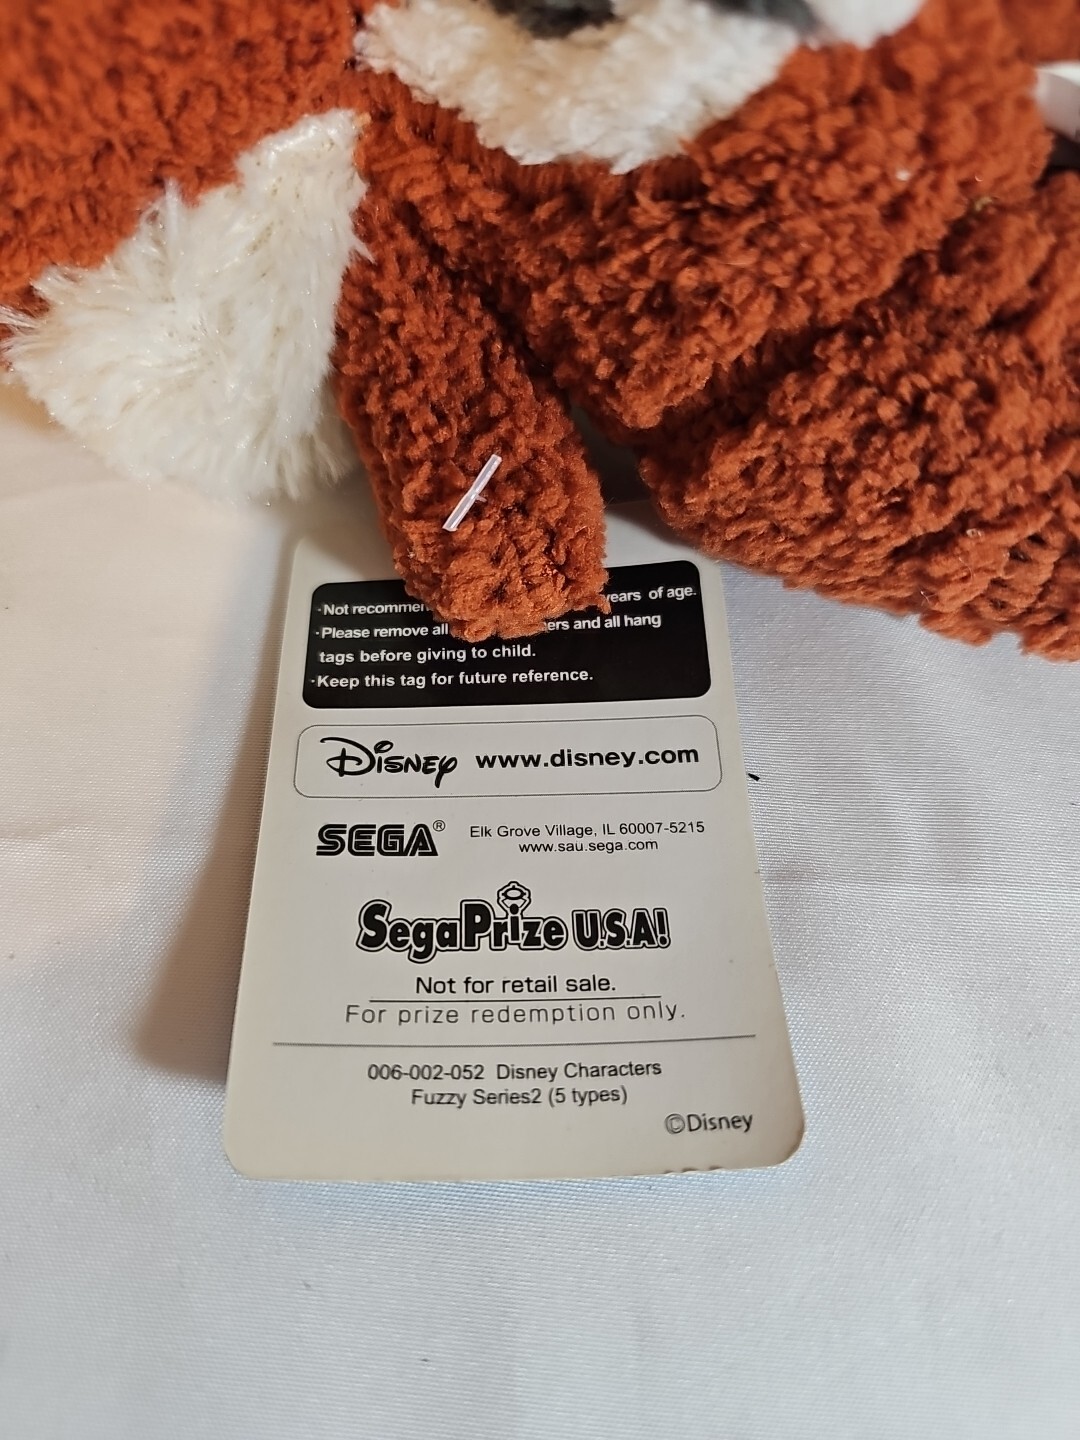 ·Not recommen years of age.
·Please remove all and all hang
tags before giving to child.
·Keep this tag for future reference.
Disney www.disney.com
SEGA® Elk Grove Village, IL 60007-5215
www.sau.sega.com
SegaPrize U.S.A!
Not for retail sale.
For prize redemption only.
006-002-052 Disney Characters
Fuzzy Series2 (5 types)
©Disney